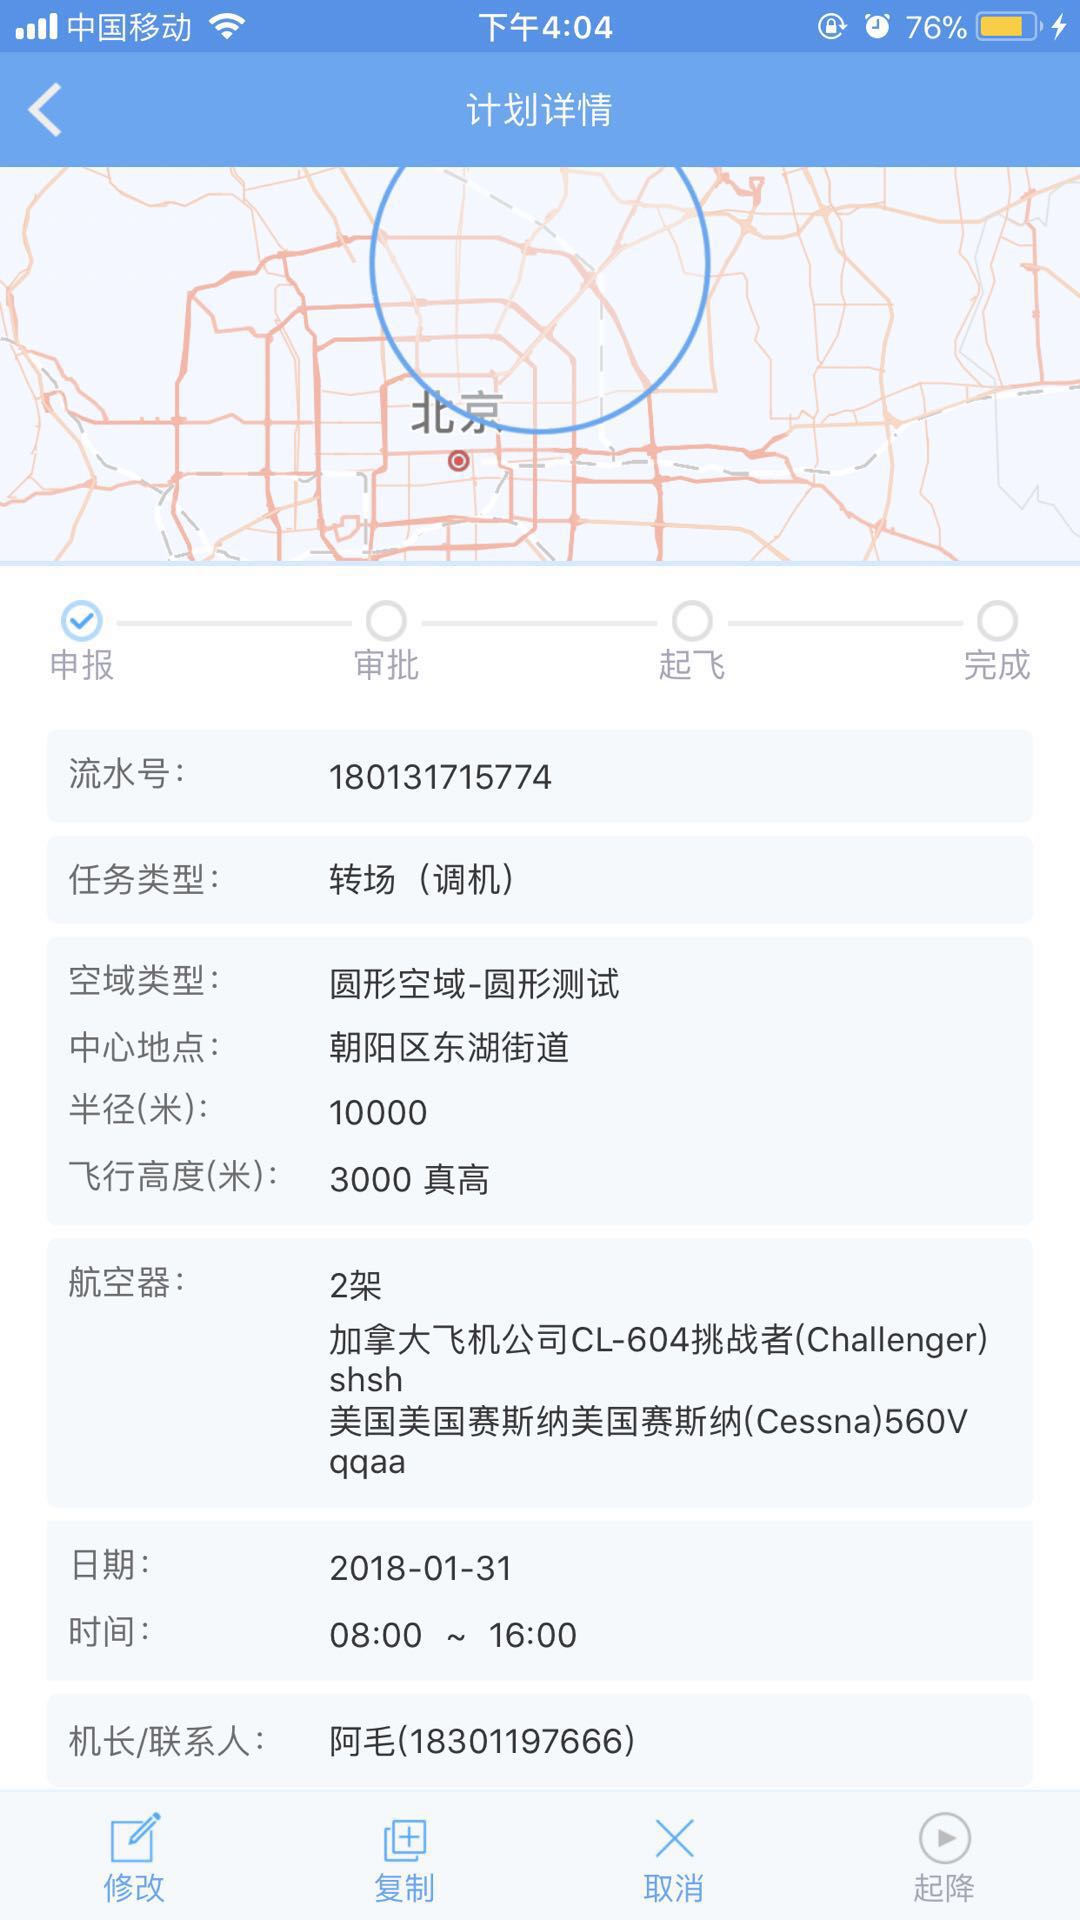 中国移动 下午4:04 76%
计划详情
北京
申报 审批 起飞 完成
流水号: 180131715774
任务类型: 转场（调机）
空域类型: 圆形空域-圆形测试
中心地点: 朝阳区东湖街道
半径(米): 10000
飞行高度(米): 3000 真高
航空器: 2架
加拿大飞机公司CL-604挑战者(Challenger)
shsh
美国美国赛斯纳美国赛斯纳(Cessna)560V
qqaa
日期: 2018-01-31
时间: 08:00 ~ 16:00
机长/联系人: 阿毛(18301197666)
修改 复制 取消 起降